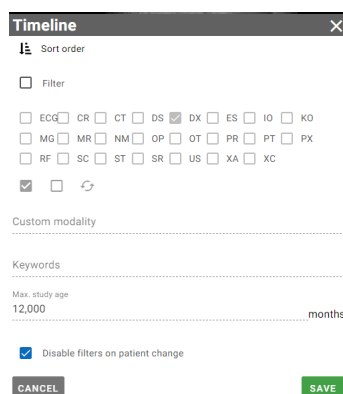 Timeline
Sort order
Filter
ECG CR CT DS DX ES IO KO
MG MR NM OP OT PR PT PX
RF SC ST SR US XA XC
Custom modality
Keywords
Max. study age
12,000 months
Disable filters on patient change
CANCEL SAVE